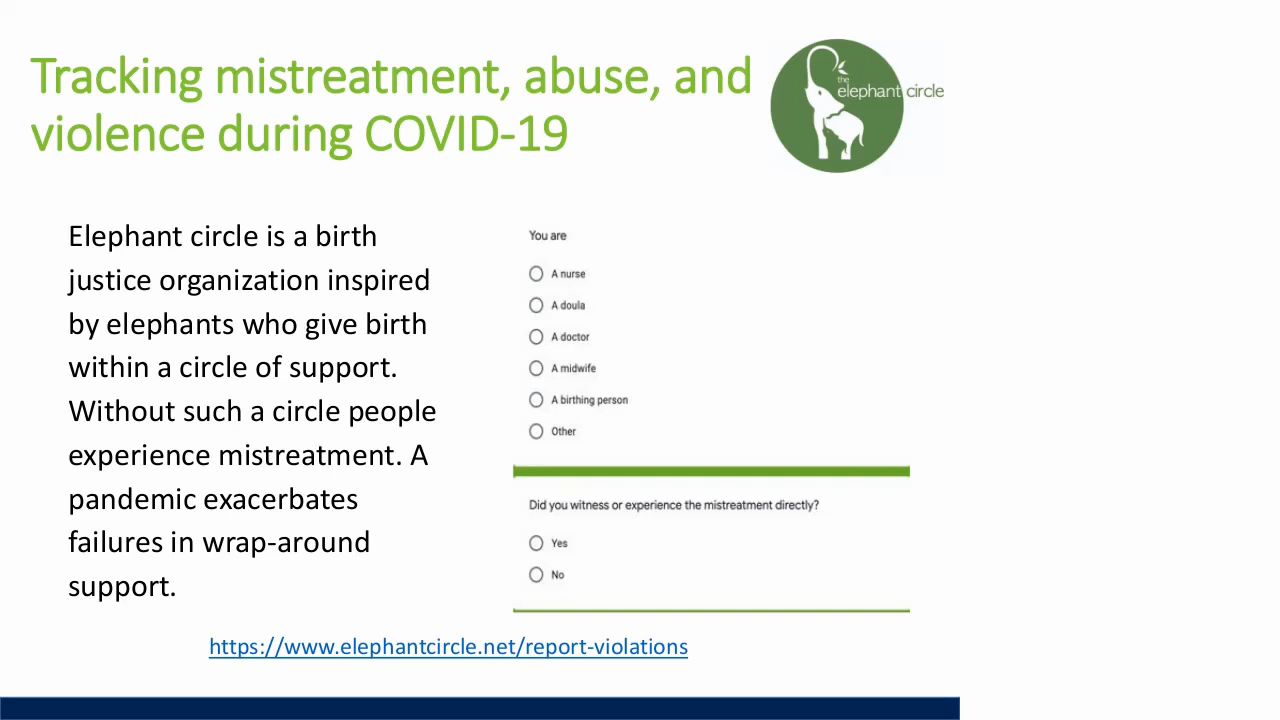 Tracking mistreatment, abuse, and
violence during COVID-19
the
elephant circle
Elephant circle is a birth
justice organization inspired
by elephants who give birth
within a circle of support.
Without such a circle people
experience mistreatment. A
pandemic exacerbates
failures in wrap-around
support.
You are
A nurse
A doula
A doctor
A midwife
A birthing person
Other
Did you witness or experience the mistreatment directly?
Yes
No
https://www.elephantcircle.net/report-violations